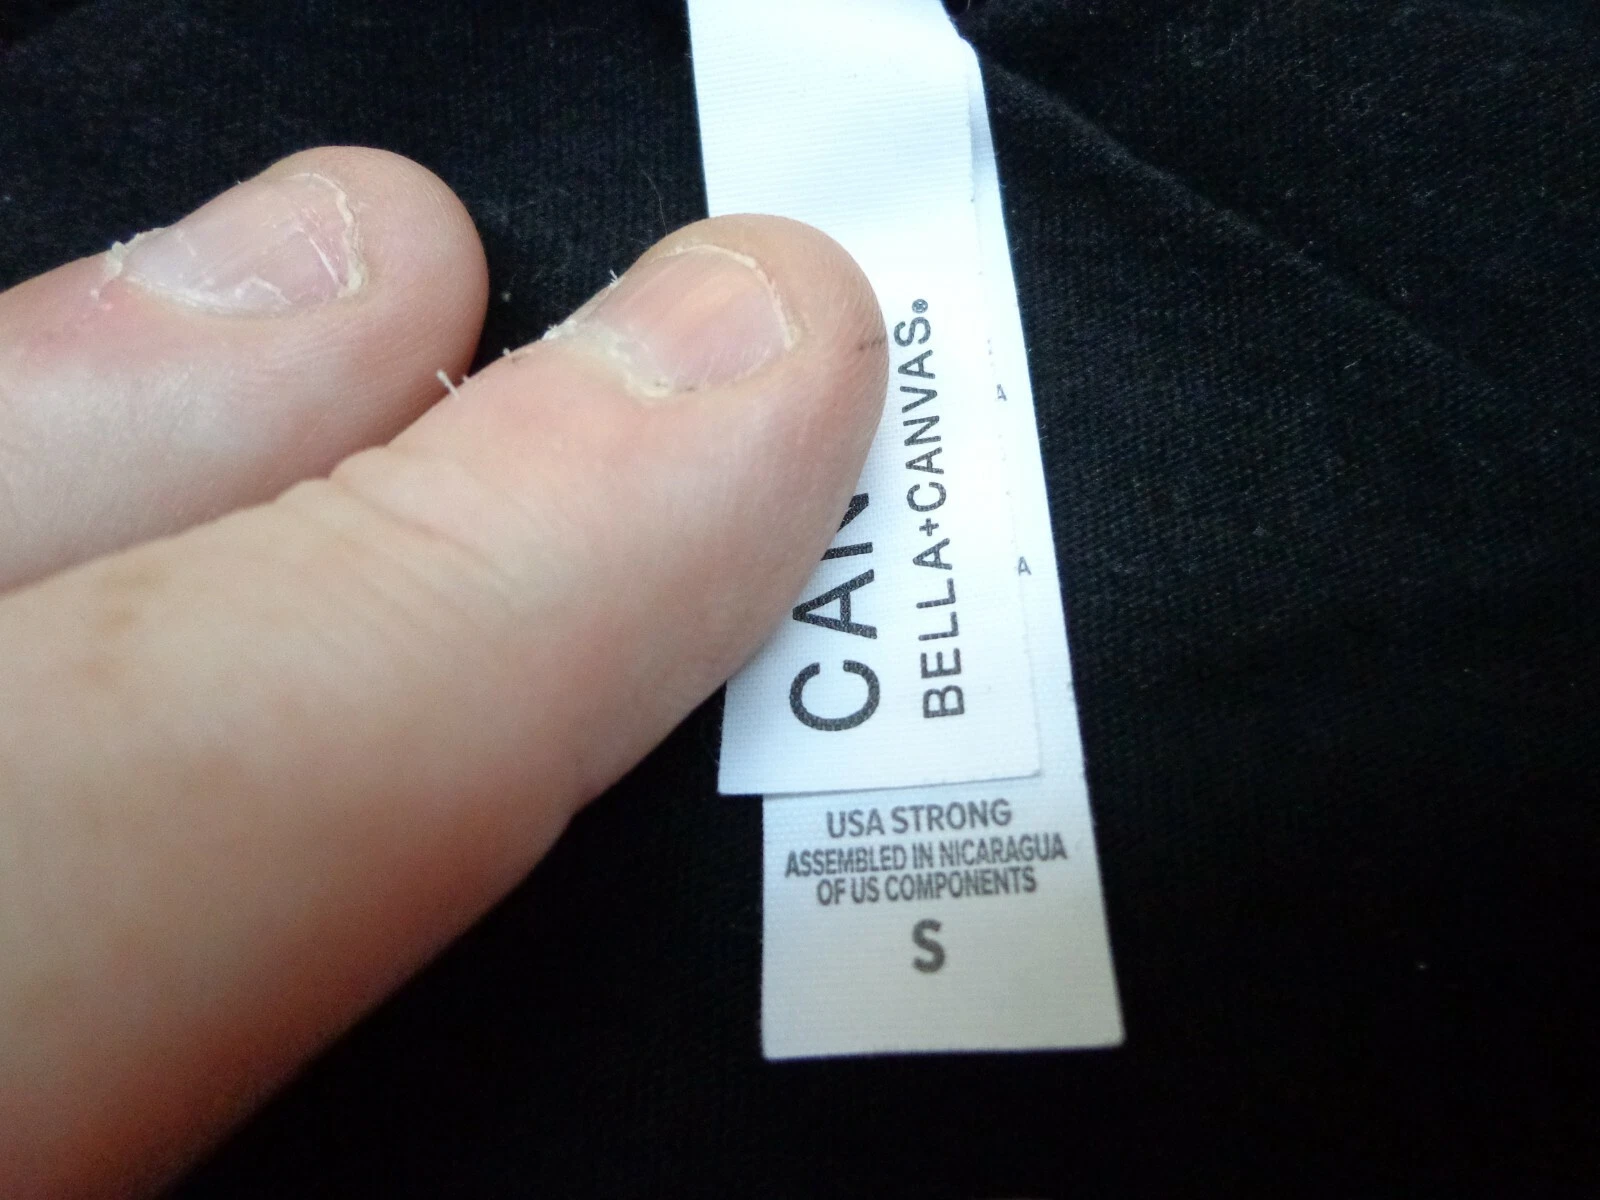 BELLA+CANVAS®
A
A
USA STRONG
ASSEMBLED IN NICARAGUA
OF US COMPONENTS
S